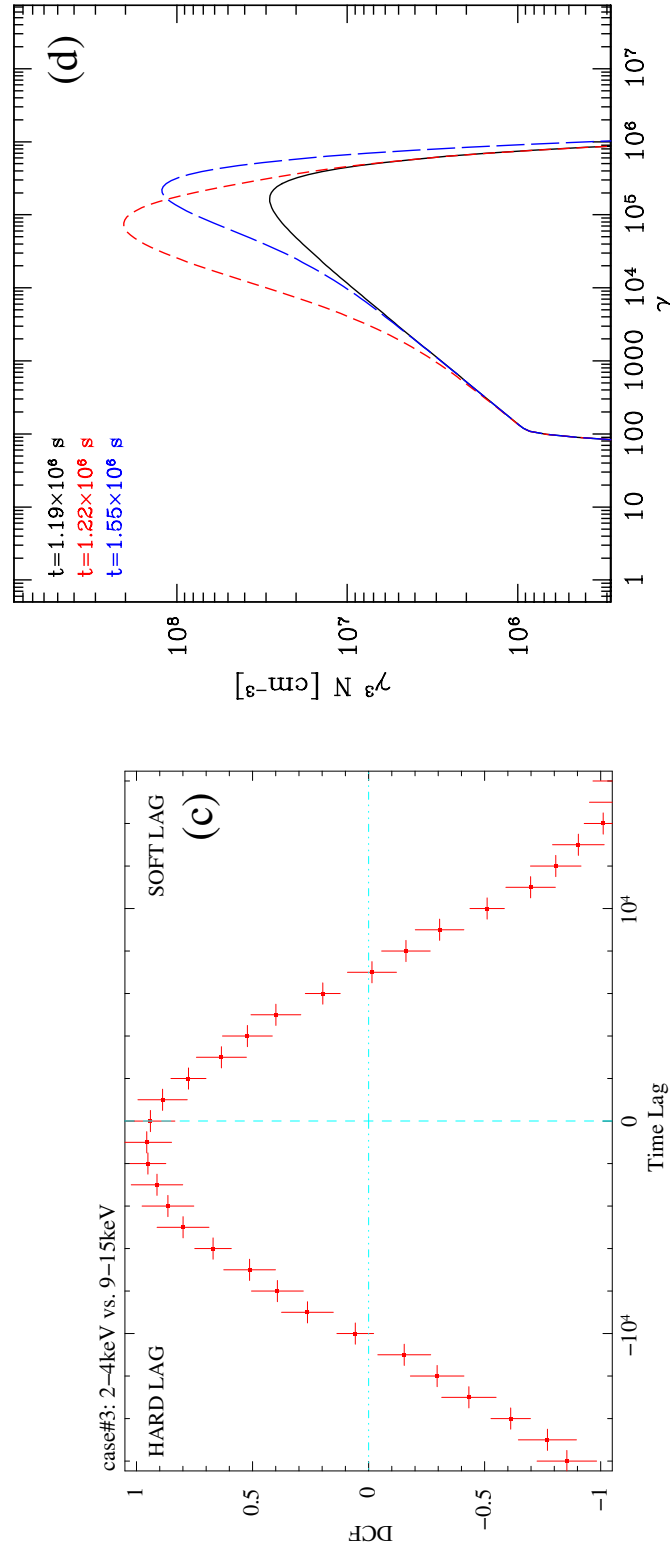 case#3: 2−4keV vs. 9−15keV
HARD LAG
SOFT LAG
(c)
1
0.5
0
−0.5
−1
DCF
−10⁴
0
10⁴
Time Lag
(d)
t=1.19×10⁶ s
t=1.22×10⁶ s
t=1.55×10⁶ s
10⁸
10⁷
10⁶
γ³ N [cm⁻³]
1
10
100
1000
10⁴
10⁵
10⁶
10⁷
γ